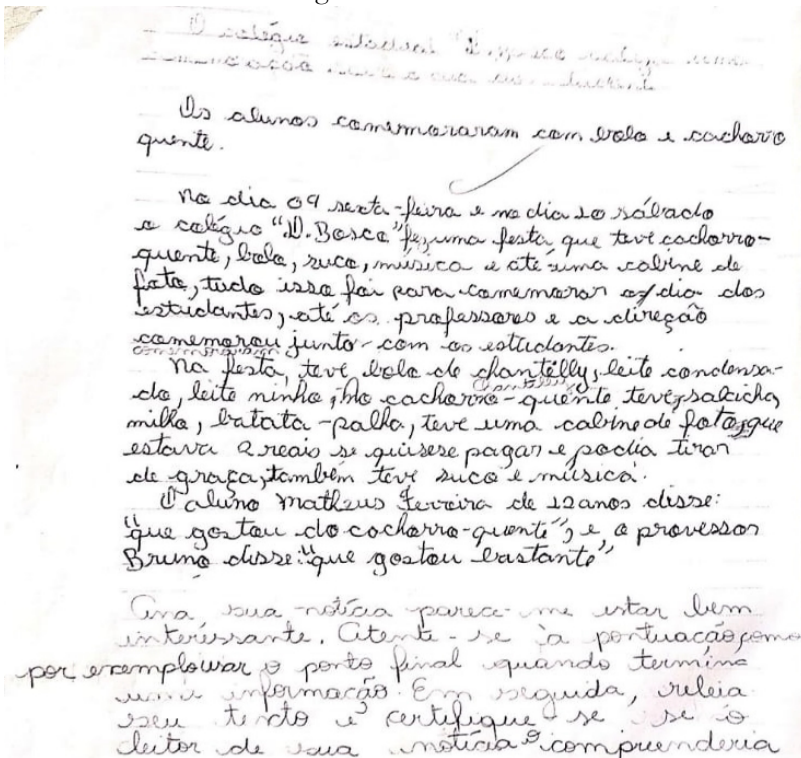 O colégio
comemoração
Os alunos comemoraram com bolo e cachorro
quente.
No dia 09 sexta-feira e no dia 10 sábado
o colégio "D. Bosco" fez uma festa que teve cachorro-
quente, bolo, suco, música e até uma cabine de
foto, tudo isso foi para comemorar o dia dos
estudantes, até os professores e a direção
comemorou junto com os estudantes.
comemoraram
Na festa, teve bolo de chantelly, leite condensa-
chantilly
do, leite ninho, No cachorro-quente teve, salcicha,
milho, batata-palha, teve uma cabine de fotos, que
estava 2 reais se quisese pagar e podia tirar
de graça, também teve suco e música.
O aluno Matheus Ferreira de 12 anos disse:
"que gostou do cachorro-quente", e o provessor
Bruno disse: "que gostou bastante"
Ana, sua notícia parece-me estar bem
interessante. Atente-se à pontuação, como
por exemplo usar o ponto final quando termina
uma informação. Em seguida, releia
seu texto e certifique-se se o
leitor de sua notícia o compreenderia